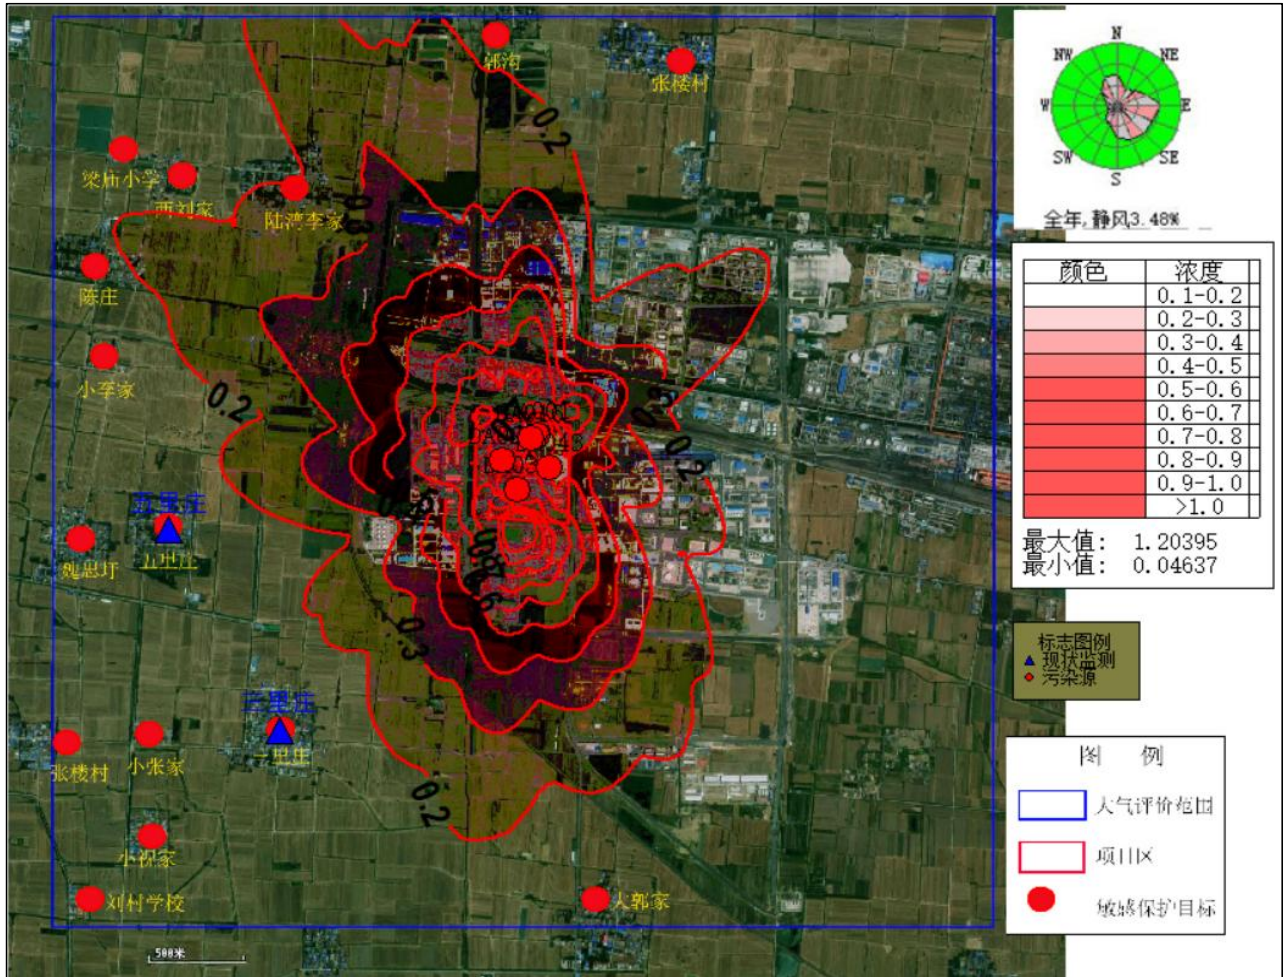 郭沟
张楼村
梁庙小学
西刘家
陆湾李家
陈庄
小李家
0.2
0.2
0.2
0.3
0.2
五里庄
五里庄
魏思圩
三里庄
三里庄
张楼村
小张家
小祝家
刘村学校
大郭家
500米
N
NW
NE
W
E
SW
SE
S
全年,静风3.48%
颜色 浓度
0.1-0.2
0.2-0.3
0.3-0.4
0.4-0.5
0.5-0.6
0.6-0.7
0.7-0.8
0.8-0.9
0.9-1.0
>1.0
最大值: 1.20395
最小值: 0.04637
标志图例
现状监测
污染源
图 例
大气评价范围
项目区
敏感保护目标